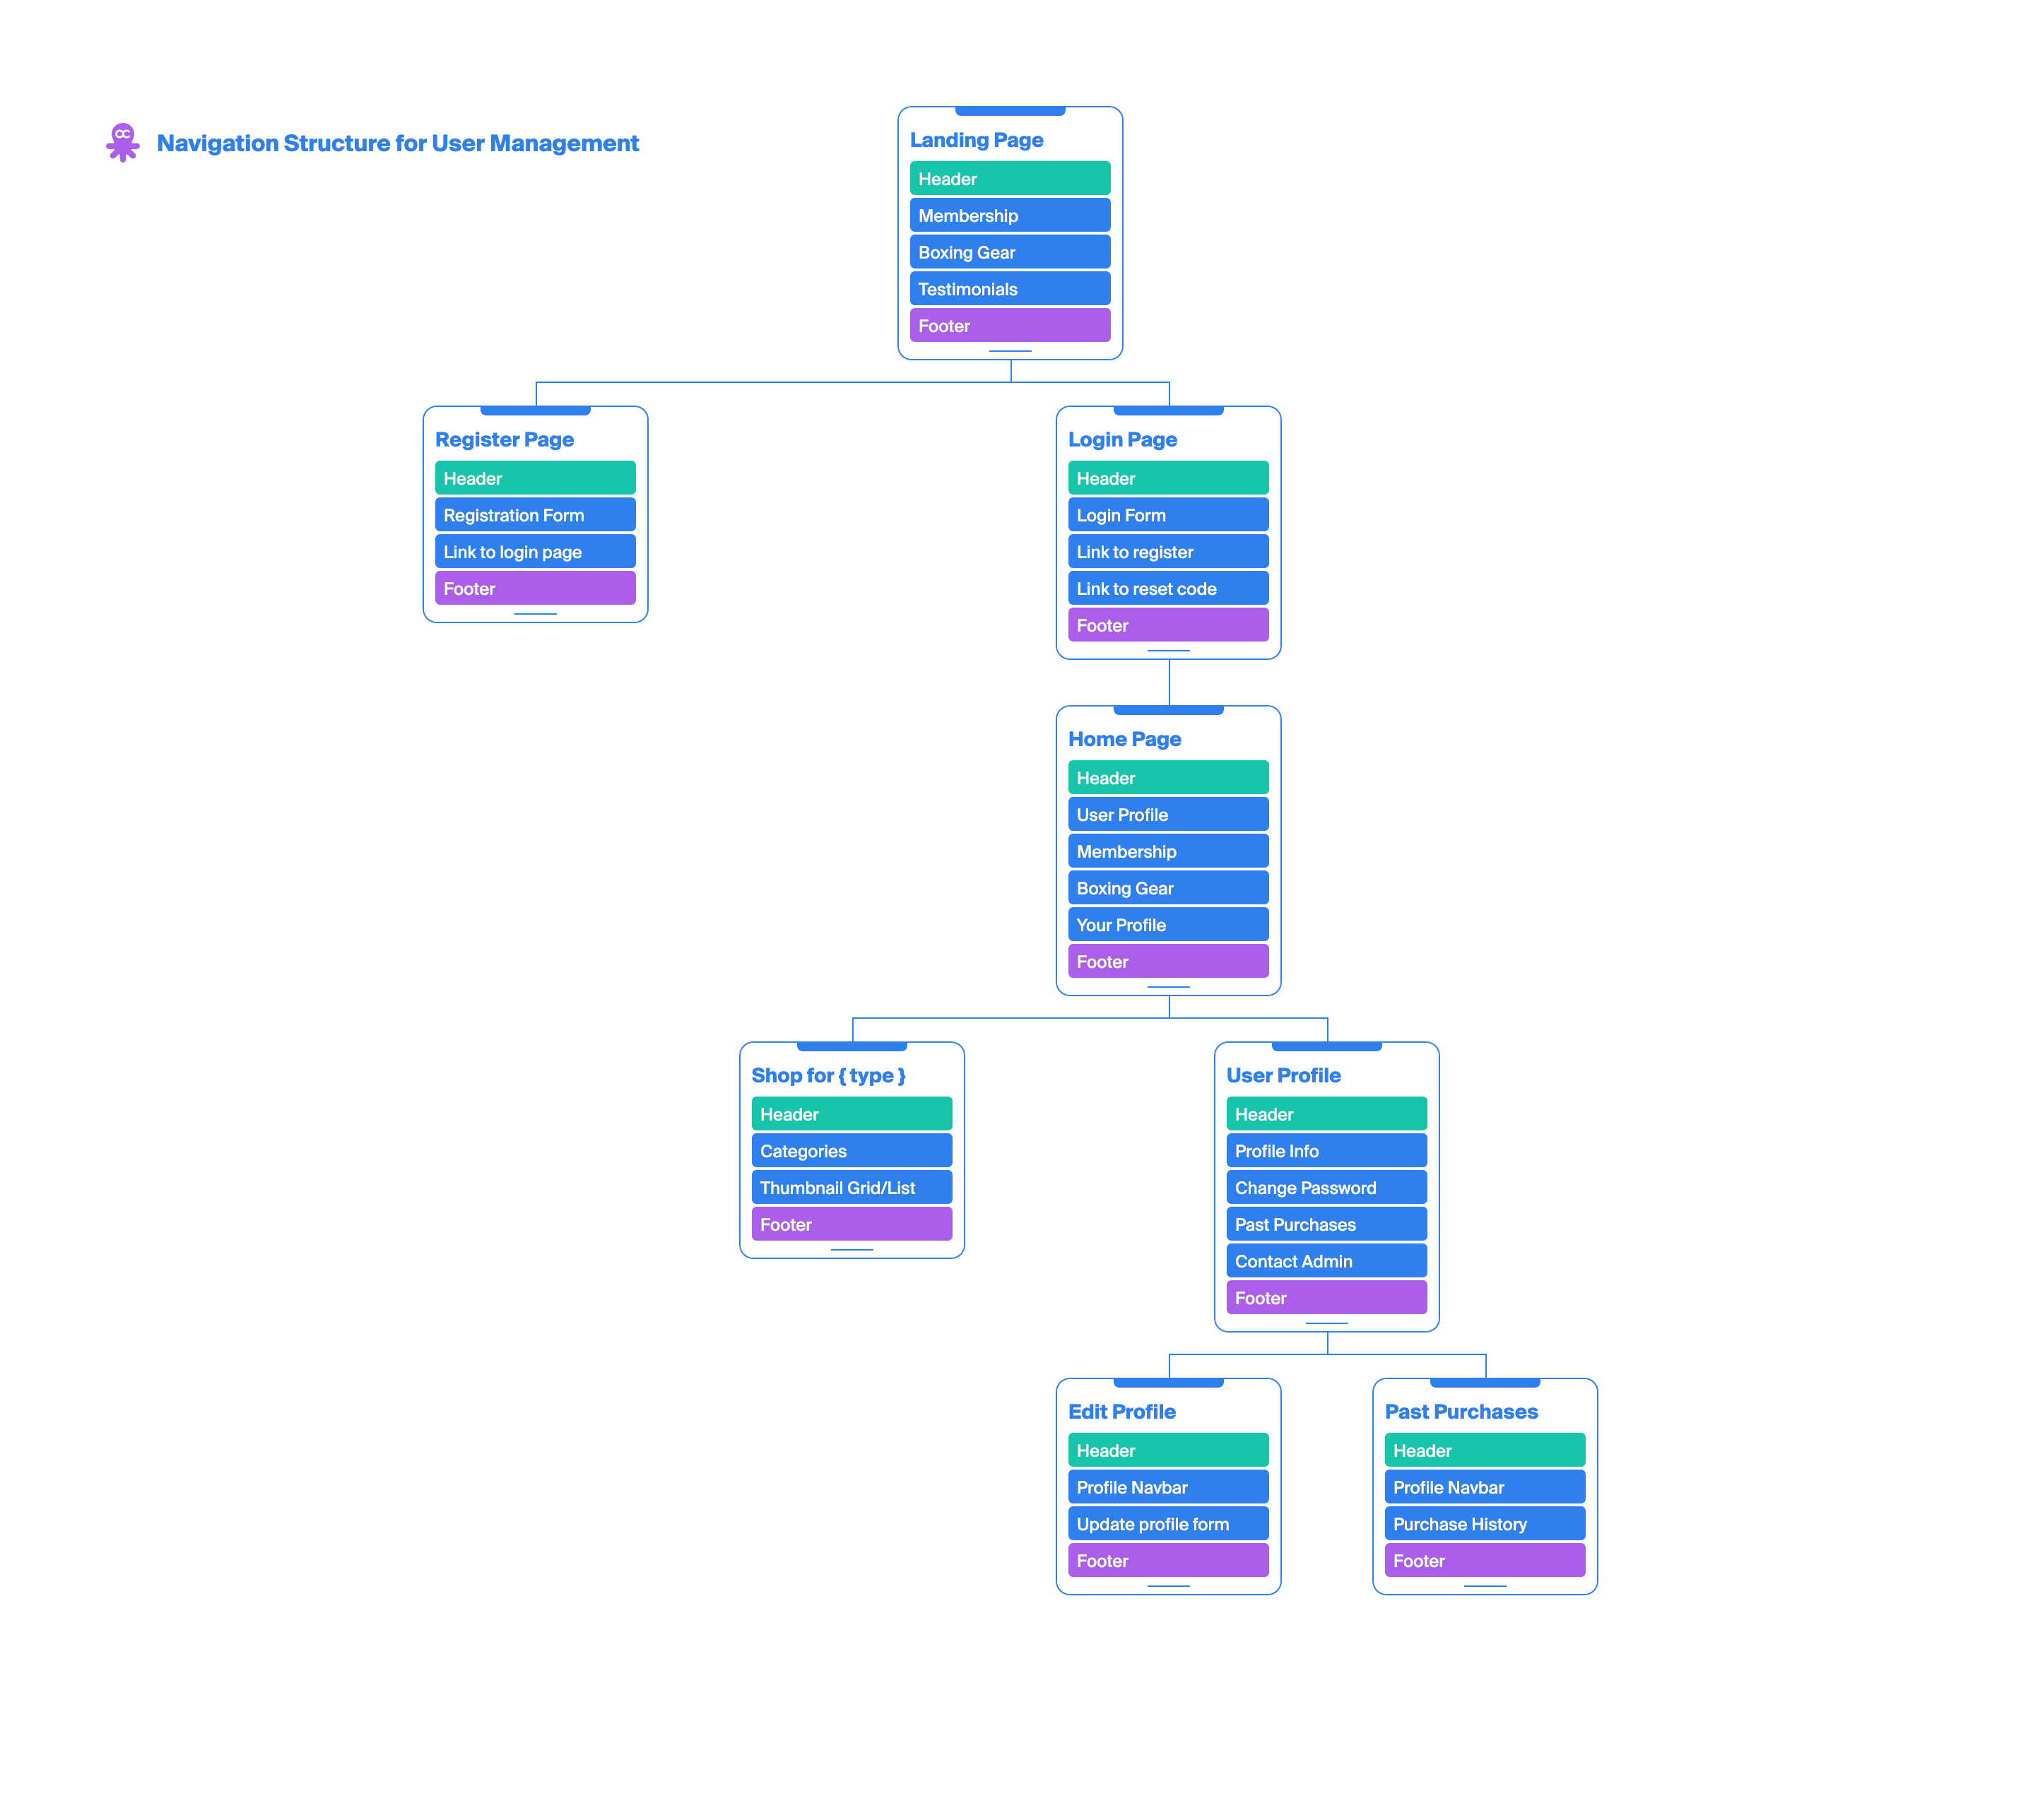 Navigation Structure for User Management
Landing Page
Header
Membership
Boxing Gear
Testimonials
Footer
Register Page
Header
Registration Form
Link to login page
Footer
Login Page
Header
Login Form
Link to register
Link to reset code
Footer
Home Page
Header
User Profile
Membership
Boxing Gear
Your Profile
Footer
Shop for { type }
Header
Categories
Thumbnail Grid/List
Footer
User Profile
Header
Profile Info
Change Password
Past Purchases
Contact Admin
Footer
Edit Profile
Header
Profile Navbar
Update profile form
Footer
Past Purchases
Header
Profile Navbar
Purchase History
Footer